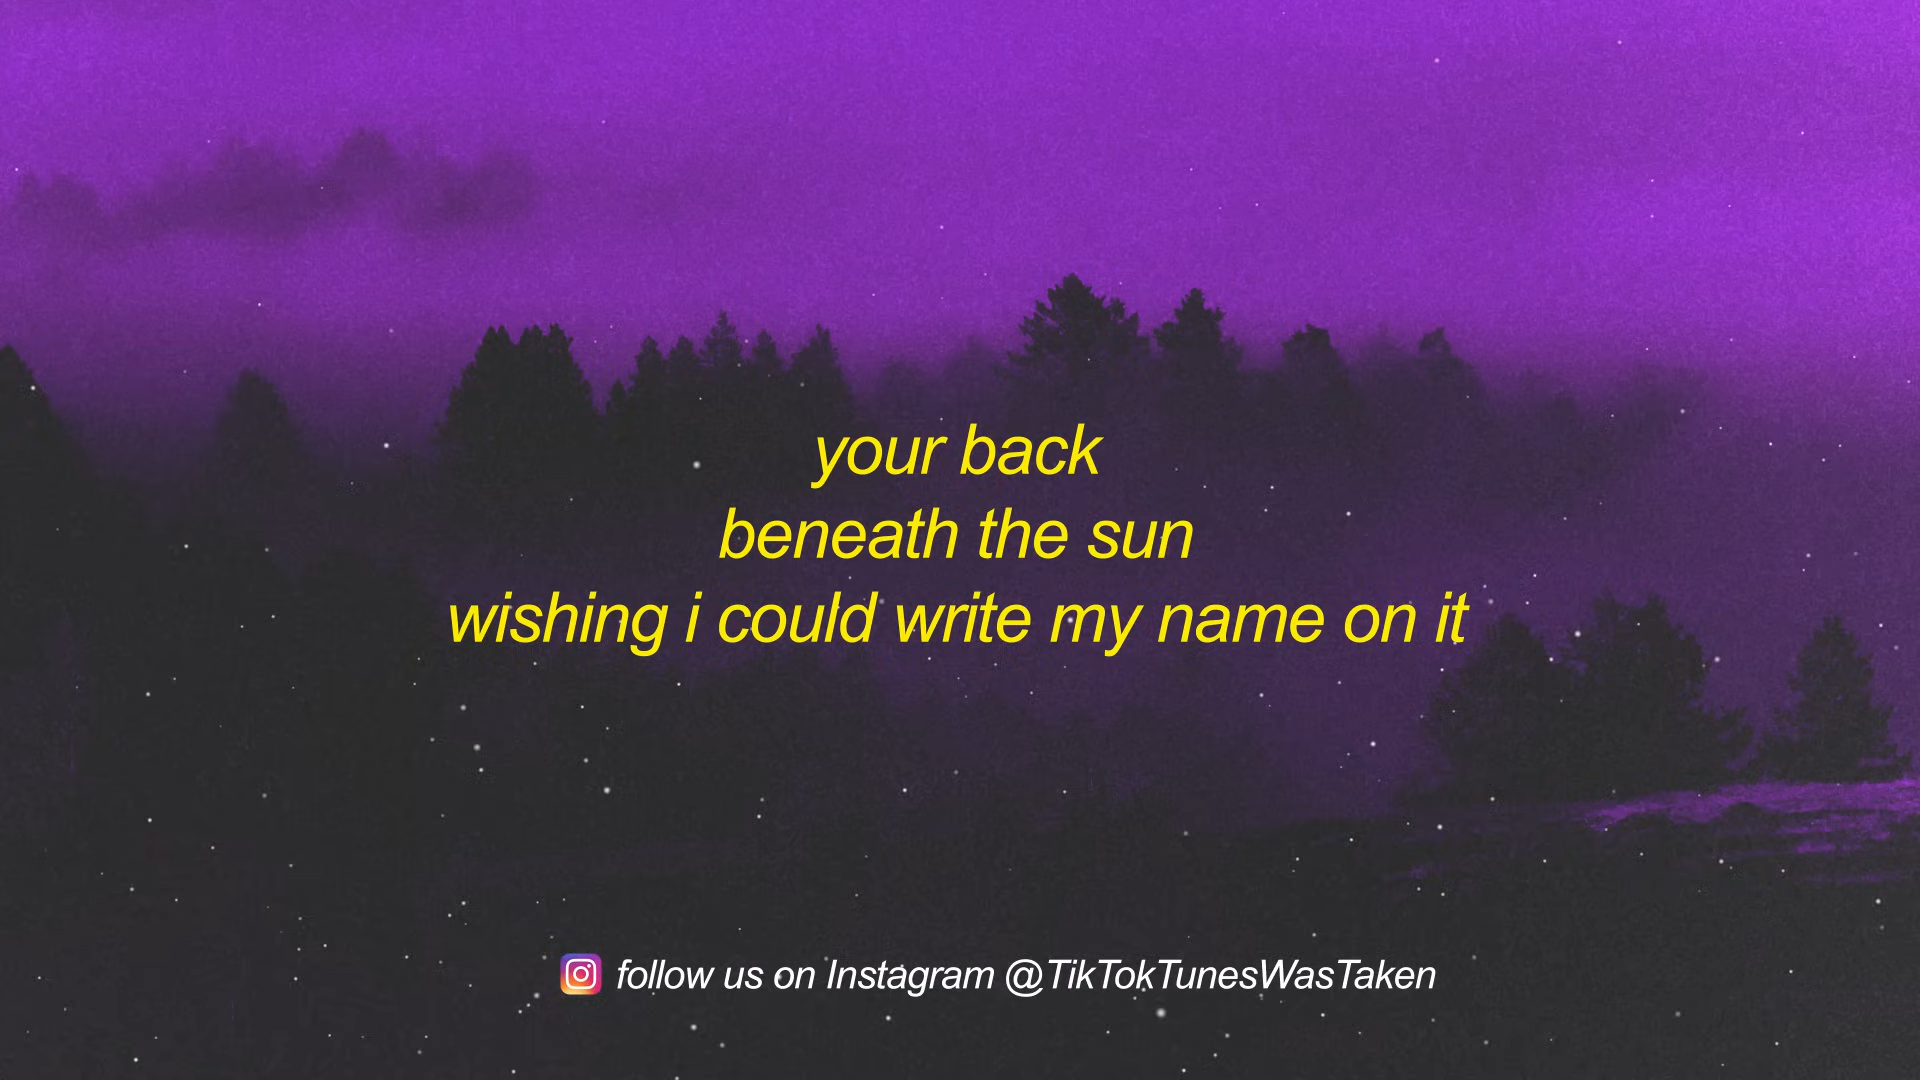 your back
beneath the sun
wishing i could write my name on it
follow us on Instagram @TikTokTunesWasTaken